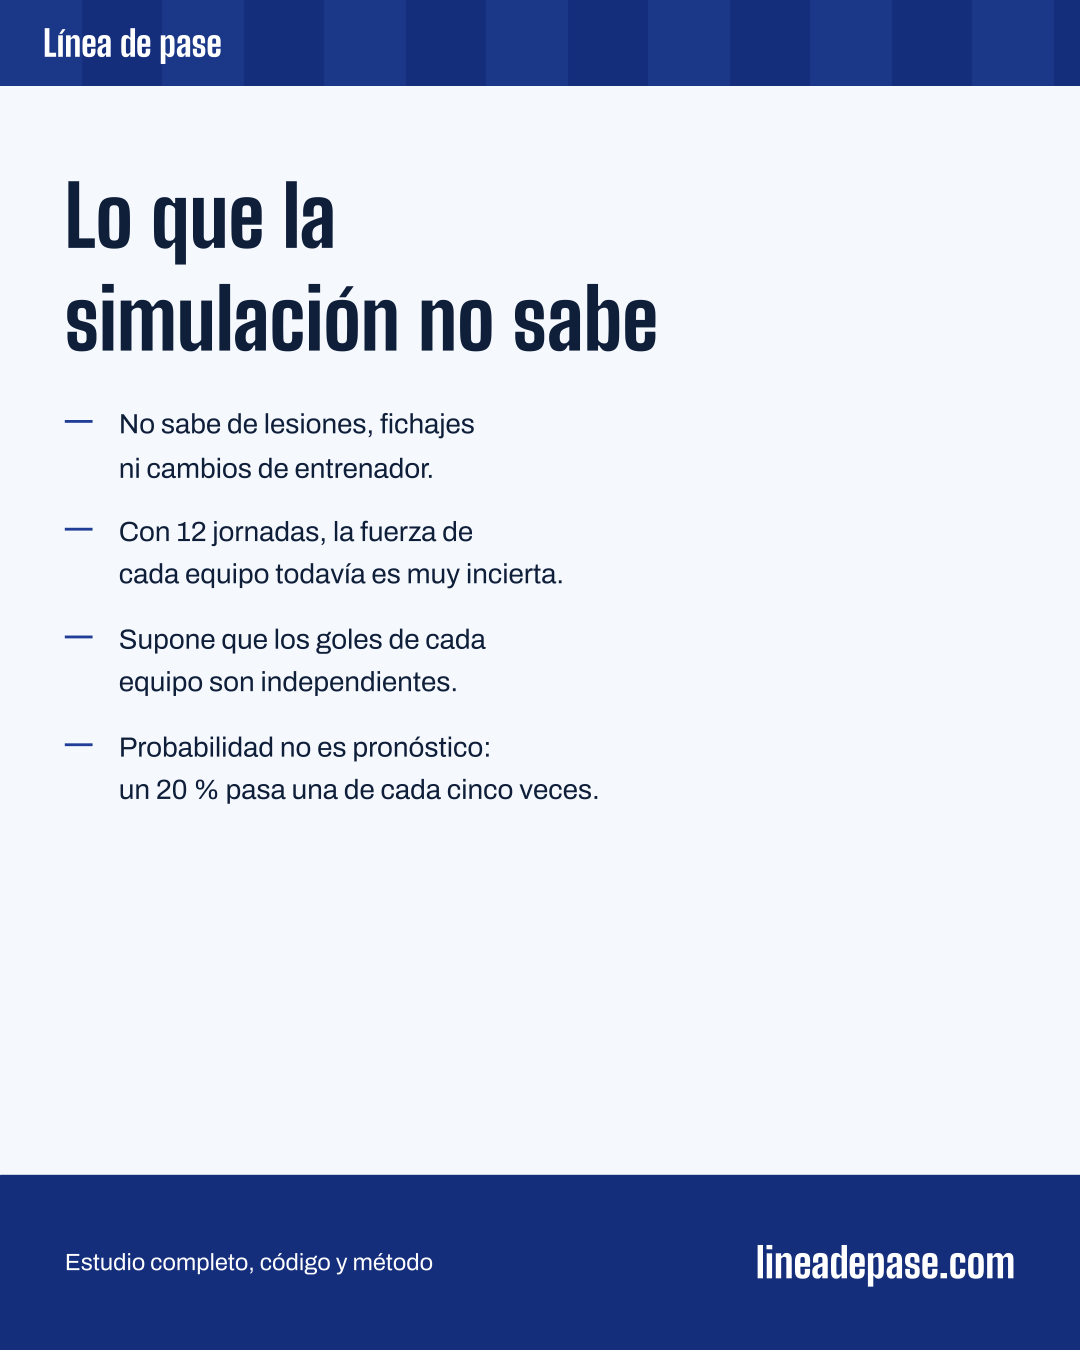 Línea de pase
Lo que la
simulación no sabe
— No sabe de lesiones, fichajes
ni cambios de entrenador.
— Con 12 jornadas, la fuerza de
cada equipo todavía es muy incierta.
— Supone que los goles de cada
equipo son independientes.
— Probabilidad no es pronóstico:
un 20 % pasa una de cada cinco veces.
Estudio completo, código y método
lineadepase.com